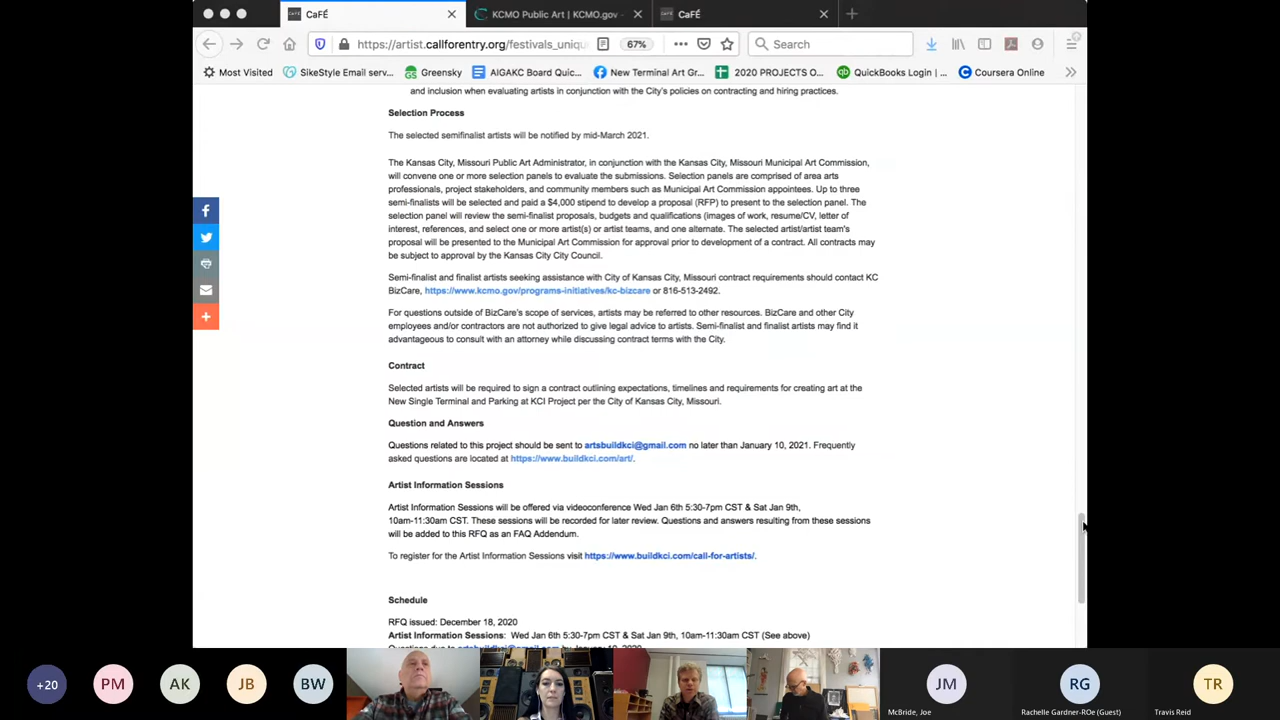 CaFÉ
KCMO Public Art | KCMO.gov
CaFÉ
https://artist.callforentry.org/festivals_uniqu
67%
Search
Most Visited
SikeStyle Email serv...
Greensky
AIGAKC Board Quic...
New Terminal Art Gr...
2020 PROJECTS O...
QuickBooks Login | ...
Coursera Online
and inclusion when evaluating artists in conjunction with the City's policies on contracting and hiring practices.
Selection Process
The selected semifinalist artists will be notified by mid-March 2021.
The Kansas City, Missouri Public Art Administrator, in conjunction with the Kansas City, Missouri Municipal Art Commission,
will convene one or more selection panels to evaluate the submissions. Selection panels are comprised of area arts
professionals, project stakeholders, and community members such as Municipal Art Commission appointees. Up to three
semi-finalists will be selected and paid a $4,000 stipend to develop a proposal (RFP) to present to the selection panel. The
selection panel will review the semi-finalist proposals, budgets and qualifications (images of work, resume/CV, letter of
interest, references, and select one or more artist(s) or artist teams, and one alternate. The selected artist/artist team's
proposal will be presented to the Municipal Art Commission for approval prior to development of a contract. All contracts may
be subject to approval by the Kansas City City Council.
Semi-finalist and finalist artists seeking assistance with City of Kansas City, Missouri contract requirements should contact KC
BizCare, https://www.kcmo.gov/programs-initiatives/kc-bizcare or 816-513-2492.
For questions outside of BizCare's scope of services, artists may be referred to other resources. BizCare and other City
employees and/or contractors are not authorized to give legal advice to artists. Semi-finalist and finalist artists may find it
advantageous to consult with an attorney while discussing contract terms with the City.
Contract
Selected artists will be required to sign a contract outlining expectations, timelines and requirements for creating art at the
New Single Terminal and Parking at KCI Project per the City of Kansas City, Missouri.
Question and Answers
Questions related to this project should be sent to artsbuildkci@gmail.com no later than January 10, 2021. Frequently
asked questions are located at https://www.buildkci.com/art/.
Artist Information Sessions
Artist Information Sessions will be offered via videoconference Wed Jan 6th 5:30-7pm CST & Sat Jan 9th,
10am-11:30am CST. These sessions will be recorded for later review. Questions and answers resulting from these sessions
will be added to this RFQ as an FAQ Addendum.
To register for the Artist Information Sessions visit https://www.buildkci.com/call-for-artists/.
Schedule
RFQ issued: December 18, 2020
Artist Information Sessions: Wed Jan 6th 5:30-7pm CST & Sat Jan 9th, 10am-11:30am CST (See above)
Questions due to artsbuildkci@gmail.com by January 10, 2020
+20
PM
AK
JB
BW
JM
RG
TR
McBride, Joe
Rachelle Gardner-ROe (Guest)
Travis Reid